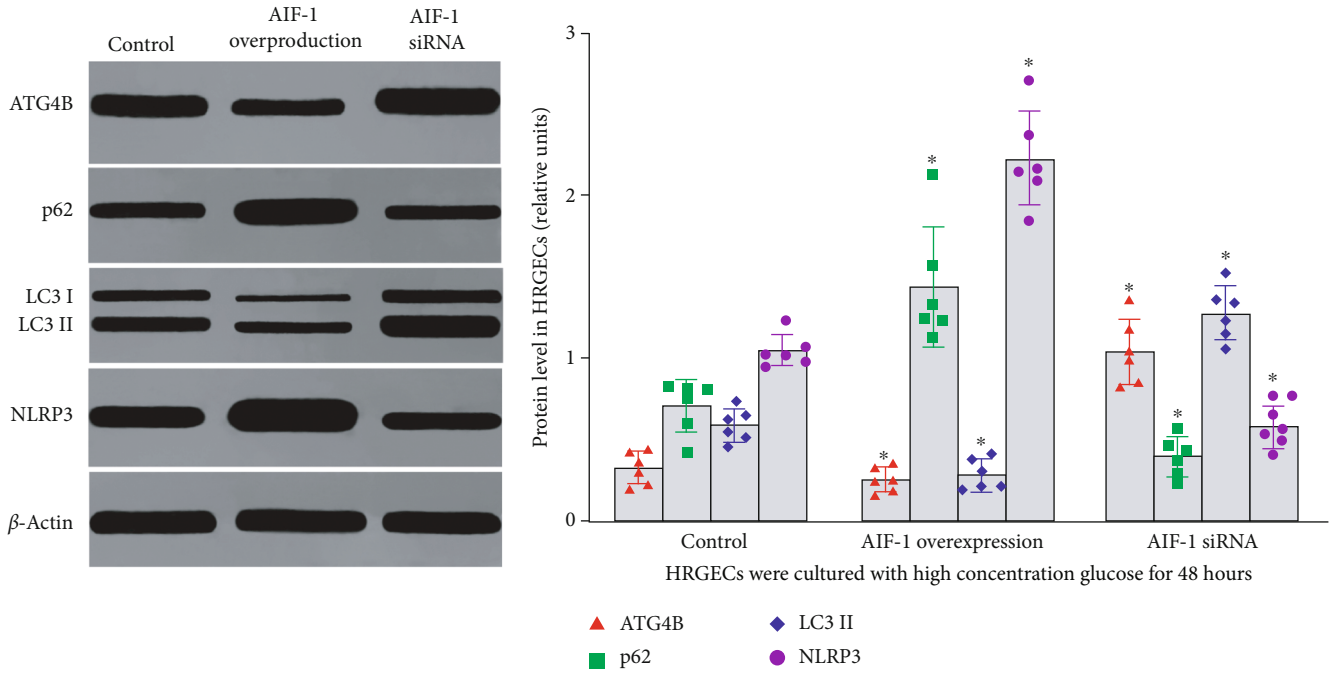 Control
AIF-1
overproduction
AIF-1
siRNA
ATG4B
p62
LC3 I
LC3 II
NLRP3
β-Actin
Protein level in HRGECs (relative units)
3
2
1
0
*
*
*
*
*
*
*
*
Control
AIF-1 overexpression
AIF-1 siRNA
HRGECs were cultured with high concentration glucose for 48 hours
ATG4B
LC3 II
p62
NLRP3